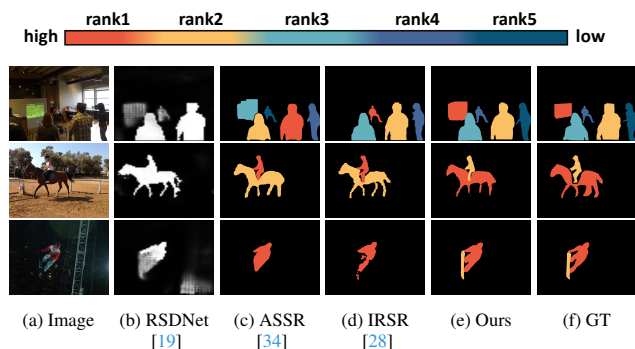 rank1 rank2 rank3 rank4 rank5
high low
(a) Image (b) RSDNet (c) ASSR (d) IRSR (e) Ours (f) GT
[19] [34] [28]